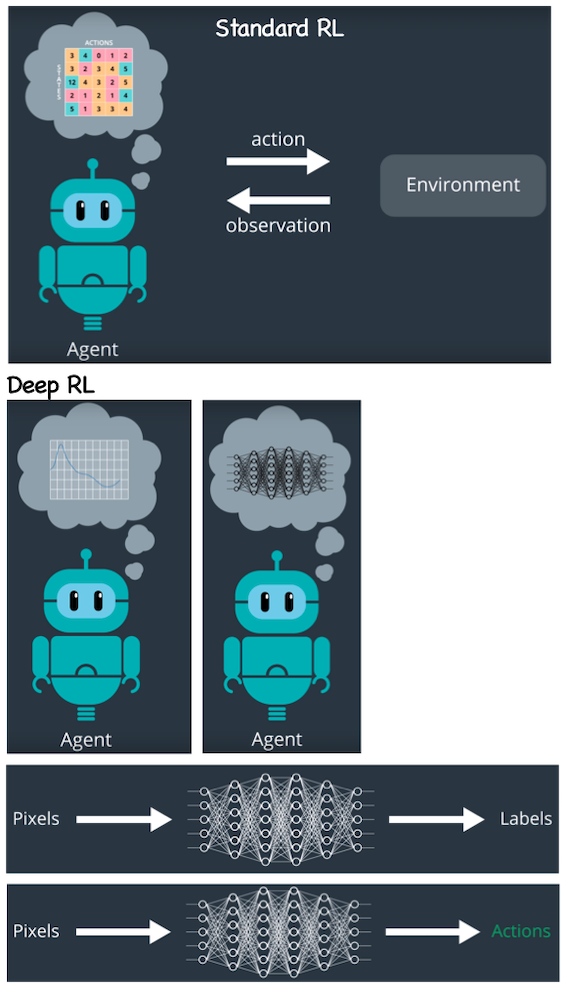 Standard RL
ACTIONS
3 4 0 1 2
3 2 3 4 5
12 4 3 2 5
2 1 2 1 4
5 1 3 3 4
action
Environment
observation
Agent
Deep RL
Agent
Agent
Pixels
Labels
Pixels
Actions